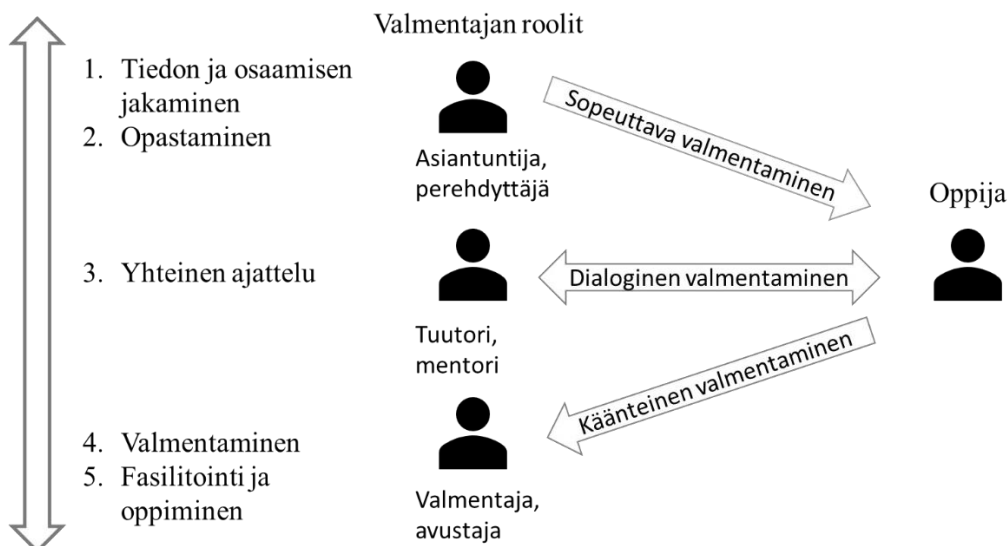 Valmentajan roolit
1. Tiedon ja osaamisen
jakaminen
2. Opastaminen
Asiantuntija,
perehdyttäjä
Sopeuttava valmentaminen
Oppija
3. Yhteinen ajattelu
Dialoginen valmentaminen
Tuutori,
mentori
Käänteinen valmentaminen
4. Valmentaminen
5. Fasilitointi ja
oppiminen
Valmentaja,
avustaja